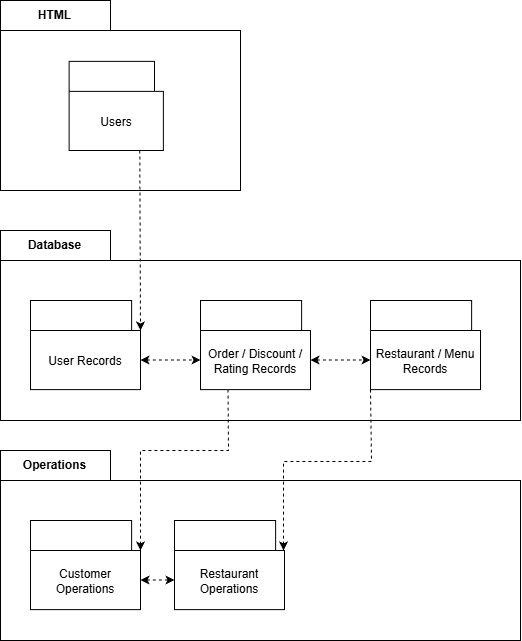 HTML
Users
Database
User Records
Order / Discount /
Rating Records
Restaurant / Menu
Records
Operations
Customer
Operations
Restaurant
Operations